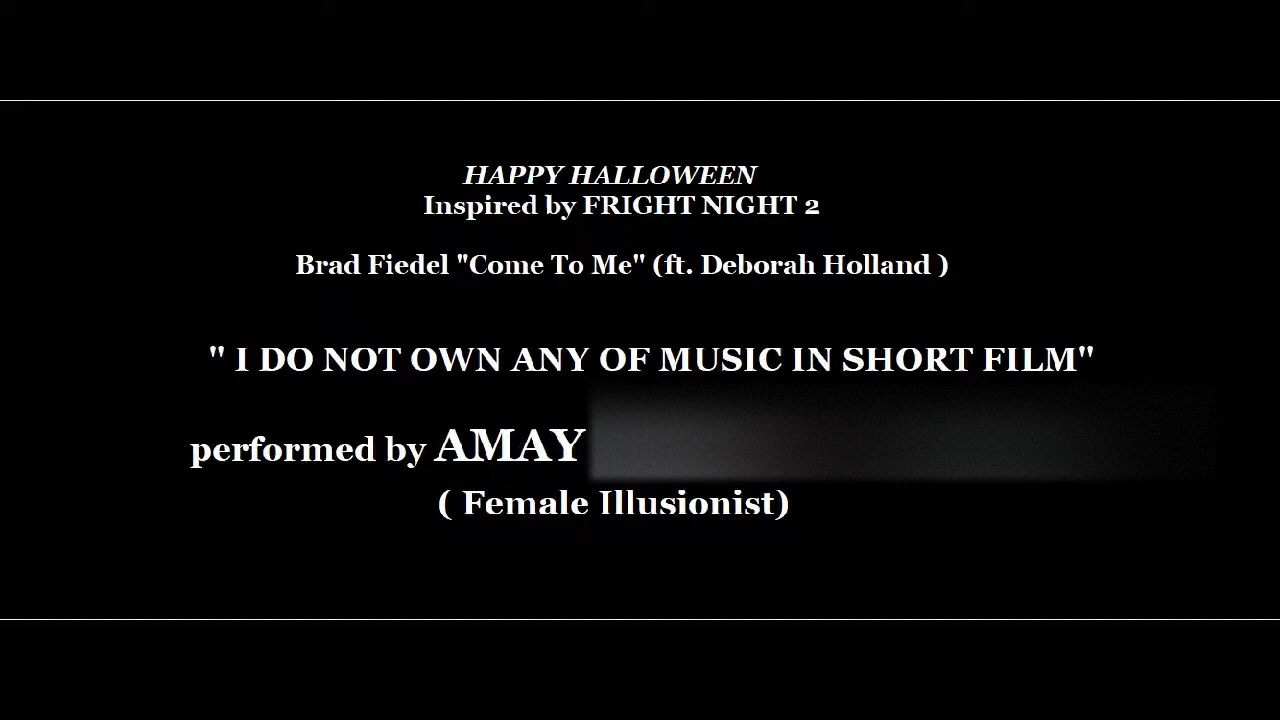 HAPPY HALLOWEEN
Inspired by FRIGHT NIGHT 2
Brad Fiedel "Come To Me" (ft. Deborah Holland )
" I DO NOT OWN ANY OF MUSIC IN SHORT FILM"
performed by AMAY
( Female Illusionist)